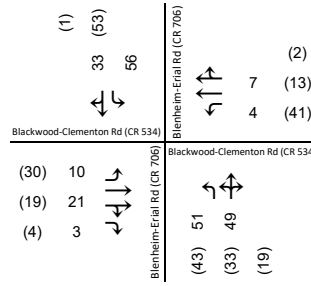 (1) (53)
33 56
Blackwood-Clementon Rd (CR 534)
Blenheim-Erial Rd (CR 706)
(2)
7 (13)
4 (41)
(30) 10
(19) 21
(4) 3
Blenheim-Erial Rd (CR 706)
Blackwood-Clementon Rd (CR 534
51 49
(43) (33) (19)